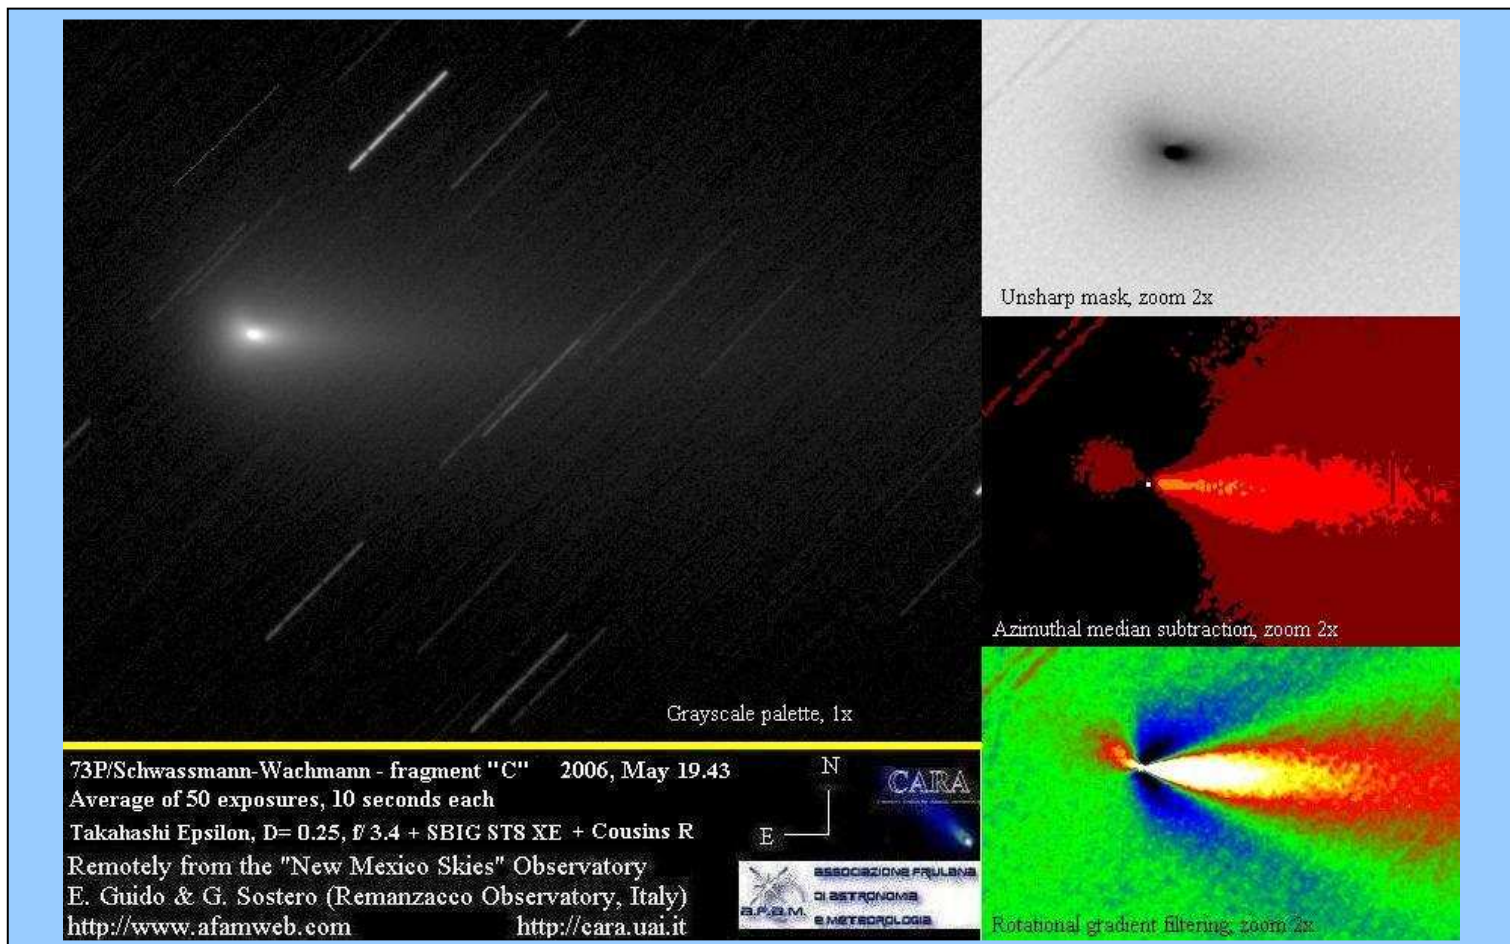 Unsharp mask, zoom 2x
Azimuthal median subtraction, zoom 2x
Grayscale palette, 1x
73P/Schwassmann-Wachmann - fragment "C" 2006, May 19.43
Average of 50 exposures, 10 seconds each
Takahashi Epsilon, D= 0.25, f/ 3.4 + SBIG ST8 XE + Cousins R
Remotely from the "New Mexico Skies" Observatory
E. Guido & G. Sostero (Remanzacco Observatory, Italy)
http://www.afamweb.com http://cara.uai.it
N
E
CARA
a.f.a.m.
ASSOCIAZIONE FRIULANA
DI ASTRONOMIA
E METEOROLOGIA
Rotational gradient filtering, zoom 2x